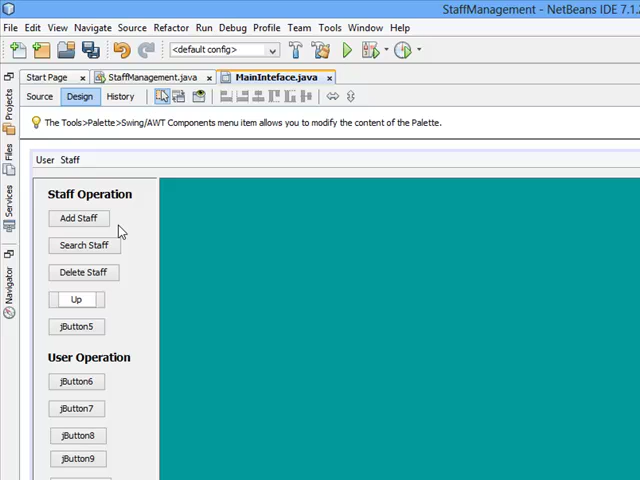 StaffManagement - NetBeans IDE 7.1.2
File Edit View Navigate Source Refactor Run Debug Profile Team Tools Window Help
<default config>
Start Page StaffManagement.java MainInteface.java
Source Design History
The Tools>Palette>Swing/AWT Components menu item allows you to modify the content of the Palette.
User Staff
Staff Operation
Add Staff
Search Staff
Delete Staff
Up
jButton5
User Operation
jButton6
jButton7
jButton8
jButton9
Projects
Files
Services
Navigator